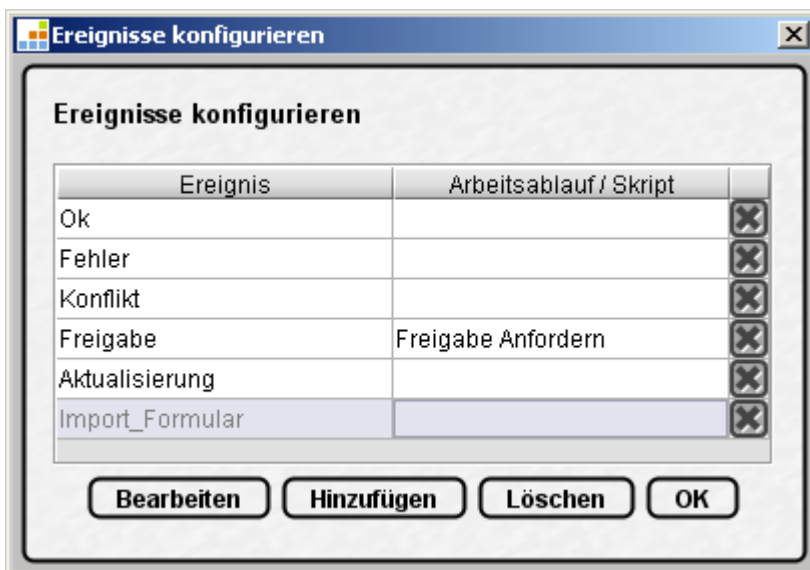 Ereignisse konfigurieren
Ereignisse konfigurieren
Ereignis Arbeitsablauf / Skript
Ok
Fehler
Konflikt
Freigabe Freigabe Anfordern
Aktualisierung
Import_Formular
Bearbeiten Hinzufügen Löschen OK